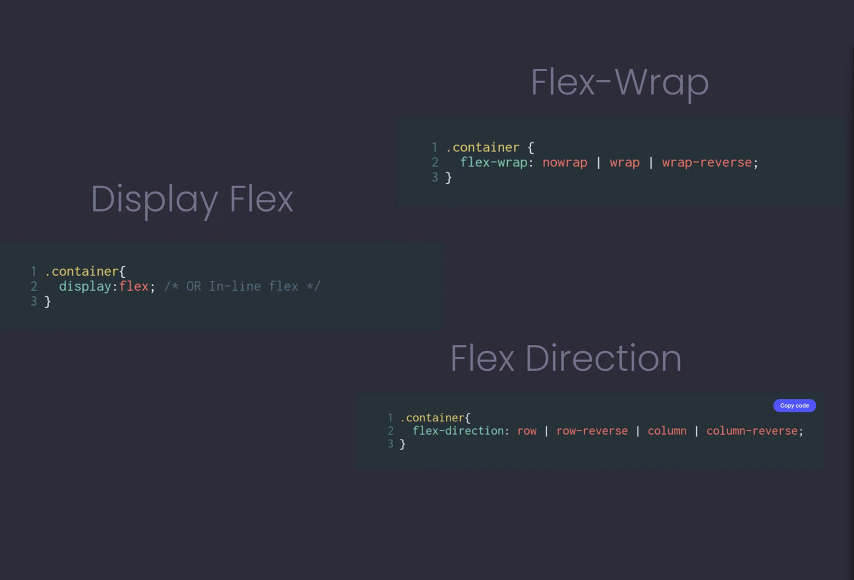 Flex-Wrap
1 .container {
2   flex-wrap: nowrap | wrap | wrap-reverse;
3 }
Display Flex
1 .container{
2   display:flex; /* OR In-line flex */
3 }
Flex Direction
Copy code
1 .container{
2   flex-direction: row | row-reverse | column | column-reverse;
3 }